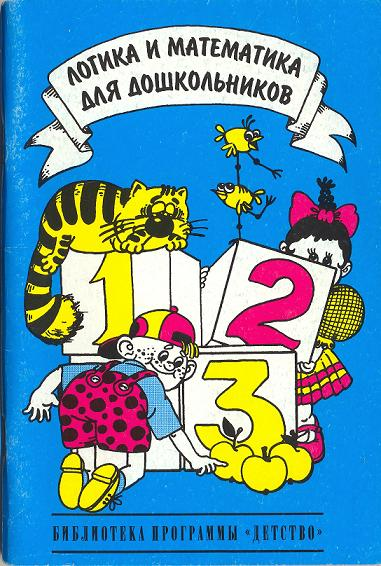 ЛОГИКА И МАТЕМАТИКА
ДЛЯ ДОШКОЛЬНИКОВ
1
2
3
БИБЛИОТЕКА ПРОГРАММЫ «ДЕТСТВО»